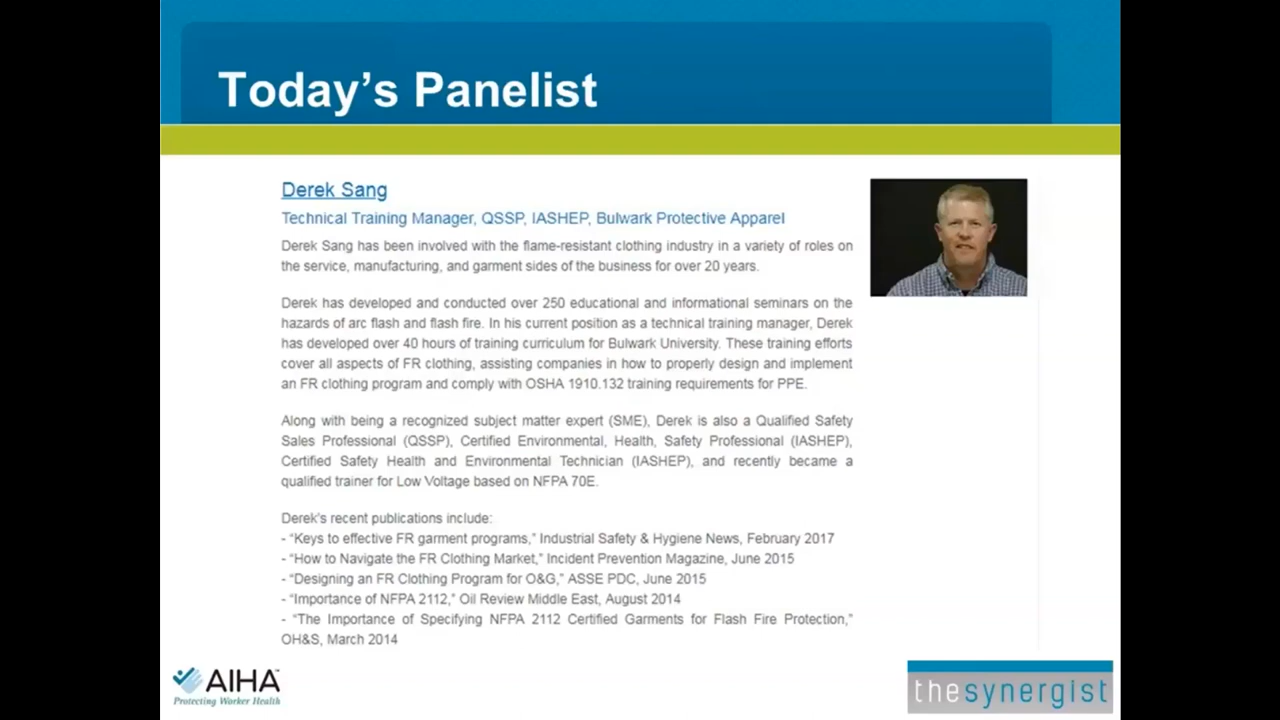 Today's Panelist
Derek Sang
Technical Training Manager, QSSP, IASHEP, Bulwark Protective Apparel
Derek Sang has been involved with the flame-resistant clothing industry in a variety of roles on
the service, manufacturing, and garment sides of the business for over 20 years.
Derek has developed and conducted over 250 educational and informational seminars on the
hazards of arc flash and flash fire. In his current position as a technical training manager, Derek
has developed over 40 hours of training curriculum for Bulwark University. These training efforts
cover all aspects of FR clothing, assisting companies in how to properly design and implement
an FR clothing program and comply with OSHA 1910.132 training requirements for PPE.
Along with being a recognized subject matter expert (SME), Derek is also a Qualified Safety
Sales Professional (QSSP), Certified Environmental, Health, Safety Professional (IASHEP),
Certified Safety Health and Environmental Technician (IASHEP), and recently became a
qualified trainer for Low Voltage based on NFPA 70E.
Derek's recent publications include:
- “Keys to effective FR garment programs,” Industrial Safety & Hygiene News, February 2017
- “How to Navigate the FR Clothing Market,” Incident Prevention Magazine, June 2015
- “Designing an FR Clothing Program for O&G,” ASSE PDC, June 2015
- “Importance of NFPA 2112,” Oil Review Middle East, August 2014
- “The Importance of Specifying NFPA 2112 Certified Garments for Flash Fire Protection,”
OH&S, March 2014
AIHA™
Protecting Worker Health
thesynergist